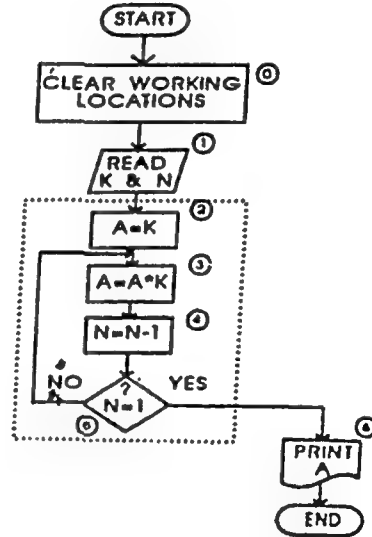 START
CLEAR WORKING
LOCATIONS
0
1
READ
K & N
2
A=K
3
A=A*K
4
N=N-1
NO
?
N=1
YES
5
6
PRINT
A
END